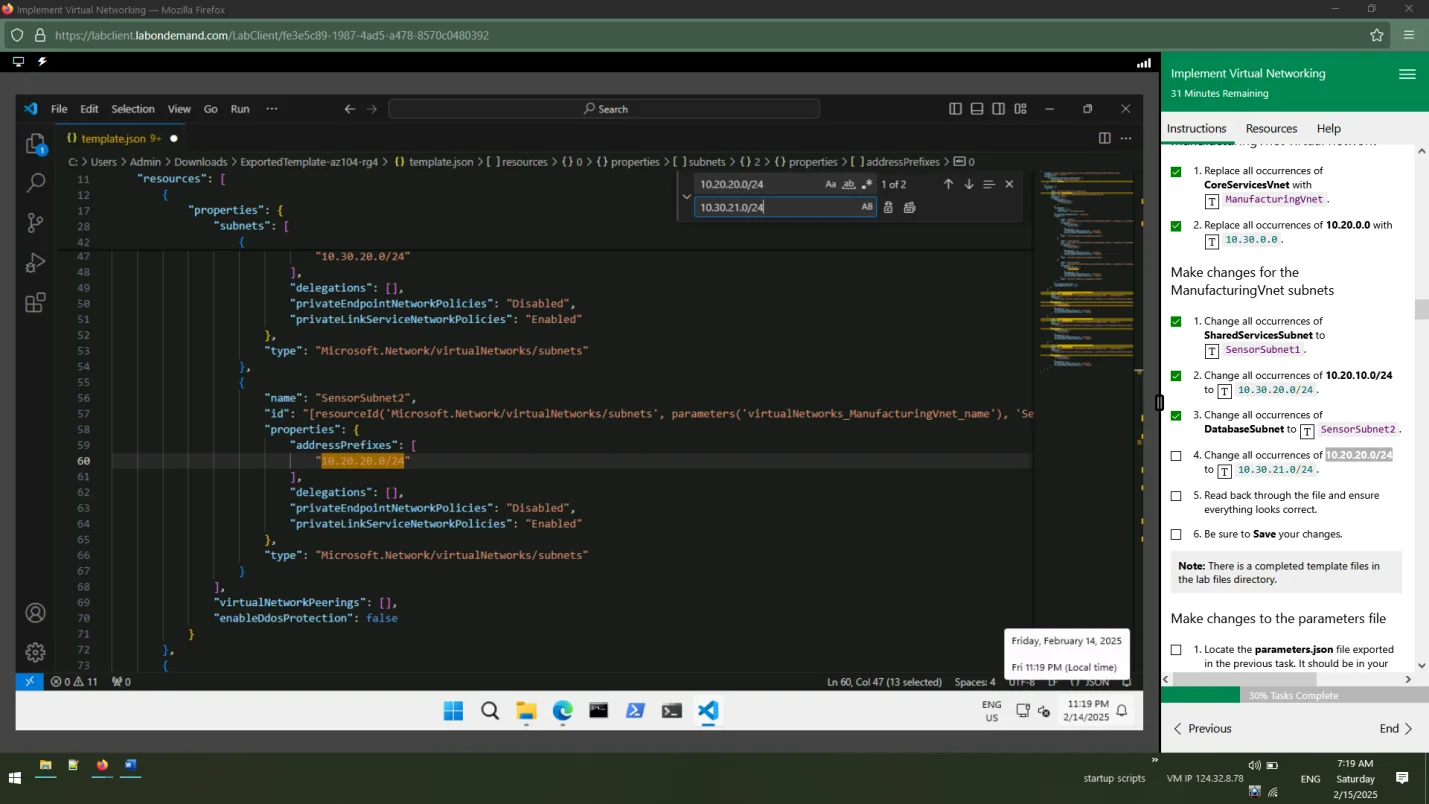 Implement Virtual Networking — Mozilla Firefox
https://labclient.labondemand.com/LabClient/fe3e5c89-1987-4ad5-a478-8570c0480392
File Edit Selection View Go Run ···
Search
{} template.json 9+
C: > Users > Admin > Downloads > ExportedTemplate-az104-rg4 > {} template.json > [ ] resources > {} 0 > {} properties > [ ] subnets > {} 2 > {} properties > [ ] addressPrefixes > 0
10.20.20.0/24 Aa ab .* 1 of 2
10.30.21.0/24 AB
11 "resources": [
12 {
17 "properties": {
28 "subnets": [
42 {
47 "10.30.20.0/24"
48 ],
49 "delegations": [],
50 "privateEndpointNetworkPolicies": "Disabled",
51 "privateLinkServiceNetworkPolicies": "Enabled"
52 },
53 "type": "Microsoft.Network/virtualNetworks/subnets"
54 },
55 {
56 "name": "SensorSubnet2",
57 "id": "[resourceId('Microsoft.Network/virtualNetworks/subnets', parameters('virtualNetworks_ManufacturingVnet_name'), 'Se
58 "properties": {
59 "addressPrefixes": [
60 "10.20.20.0/24"
61 ],
62 "delegations": [],
63 "privateEndpointNetworkPolicies": "Disabled",
64 "privateLinkServiceNetworkPolicies": "Enabled"
65 },
66 "type": "Microsoft.Network/virtualNetworks/subnets"
67 }
68 ],
69 "virtualNetworkPeerings": [],
70 "enableDdosProtection": false
71 }
72 },
73 {
Friday, February 14, 2025
Fri 11:19 PM (Local time)
0 11 0
Ln 60, Col 47 (13 selected) Spaces: 4 UTF-8 LF {} JSON
ENG
US
11:19 PM
2/14/2025
Implement Virtual Networking
31 Minutes Remaining
Instructions Resources Help
Manufacturing virtual network
1. Replace all occurrences of
CoreServicesVnet with
T ManufacturingVnet.
2. Replace all occurrences of 10.20.0.0 with
T 10.30.0.0.
Make changes for the
ManufacturingVnet subnets
1. Change all occurrences of
SharedServicesSubnet to
T SensorSubnet1.
2. Change all occurrences of 10.20.10.0/24
to T 10.30.20.0/24.
3. Change all occurrences of
DatabaseSubnet to T SensorSubnet2.
4. Change all occurrences of 10.20.20.0/24
to T 10.30.21.0/24.
5. Read back through the file and ensure
everything looks correct.
6. Be sure to Save your changes.
Note: There is a completed template files in
the lab files directory.
Make changes to the parameters file
1. Locate the parameters.json file exported
in the previous task. It should be in your
30% Tasks Complete
Previous End
startup scripts
VM IP 124.32.8.78
ENG
7:19 AM
Saturday
2/15/2025